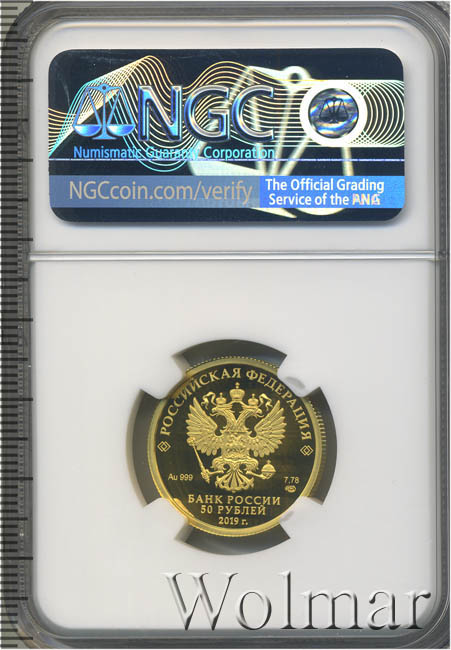 NGC
Numismatic Guaranty Corporation
NGCcoin.com/verify
The Official Grading
Service of the ANA
РОССИЙСКАЯ ФЕДЕРАЦИЯ
Au 999
7,78
БАНК РОССИИ
50 РУБЛЕЙ
2019 г.
Wolmar